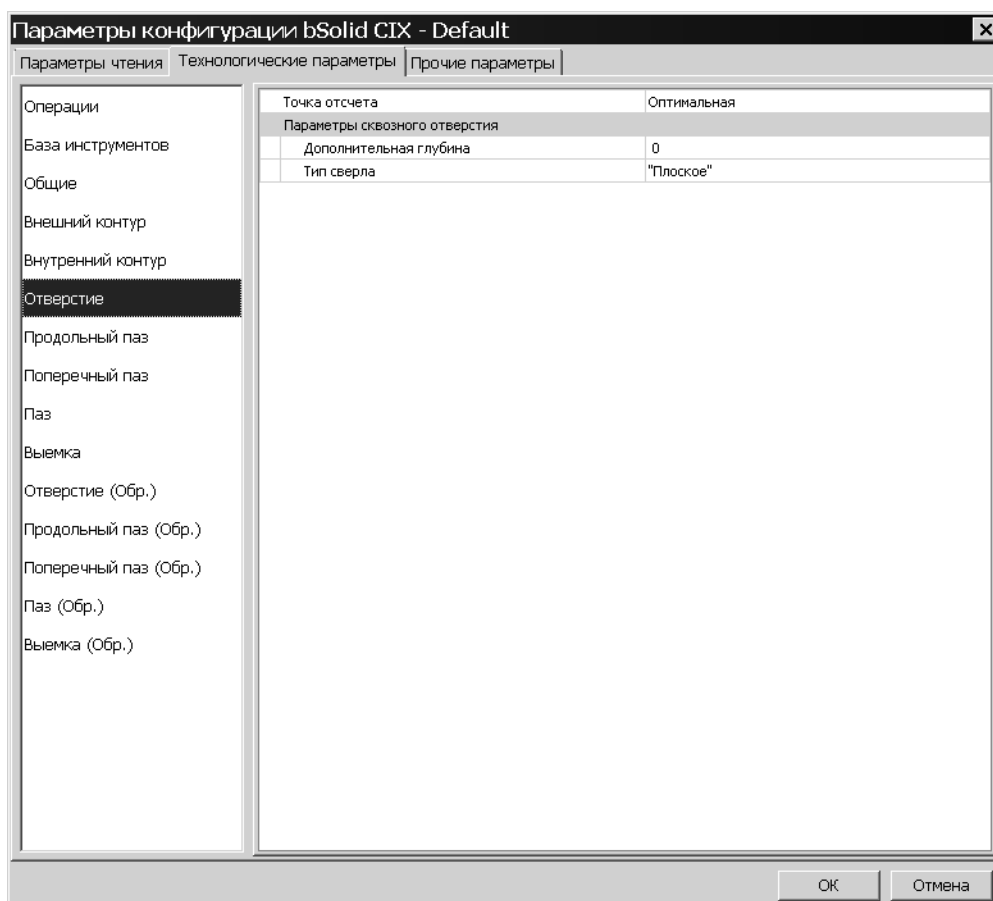 Параметры конфигурации bSolid CIX - Default
Параметры чтения Технологические параметры Прочие параметры
Операции
База инструментов
Общие
Внешний контур
Внутренний контур
Отверстие
Продольный паз
Поперечный паз
Паз
Выемка
Отверстие (Обр.)
Продольный паз (Обр.)
Поперечный паз (Обр.)
Паз (Обр.)
Выемка (Обр.)
Точка отсчета Оптимальная
Параметры сквозного отверстия
Дополнительная глубина 0
Тип сверла "Плоское"
ОК Отмена